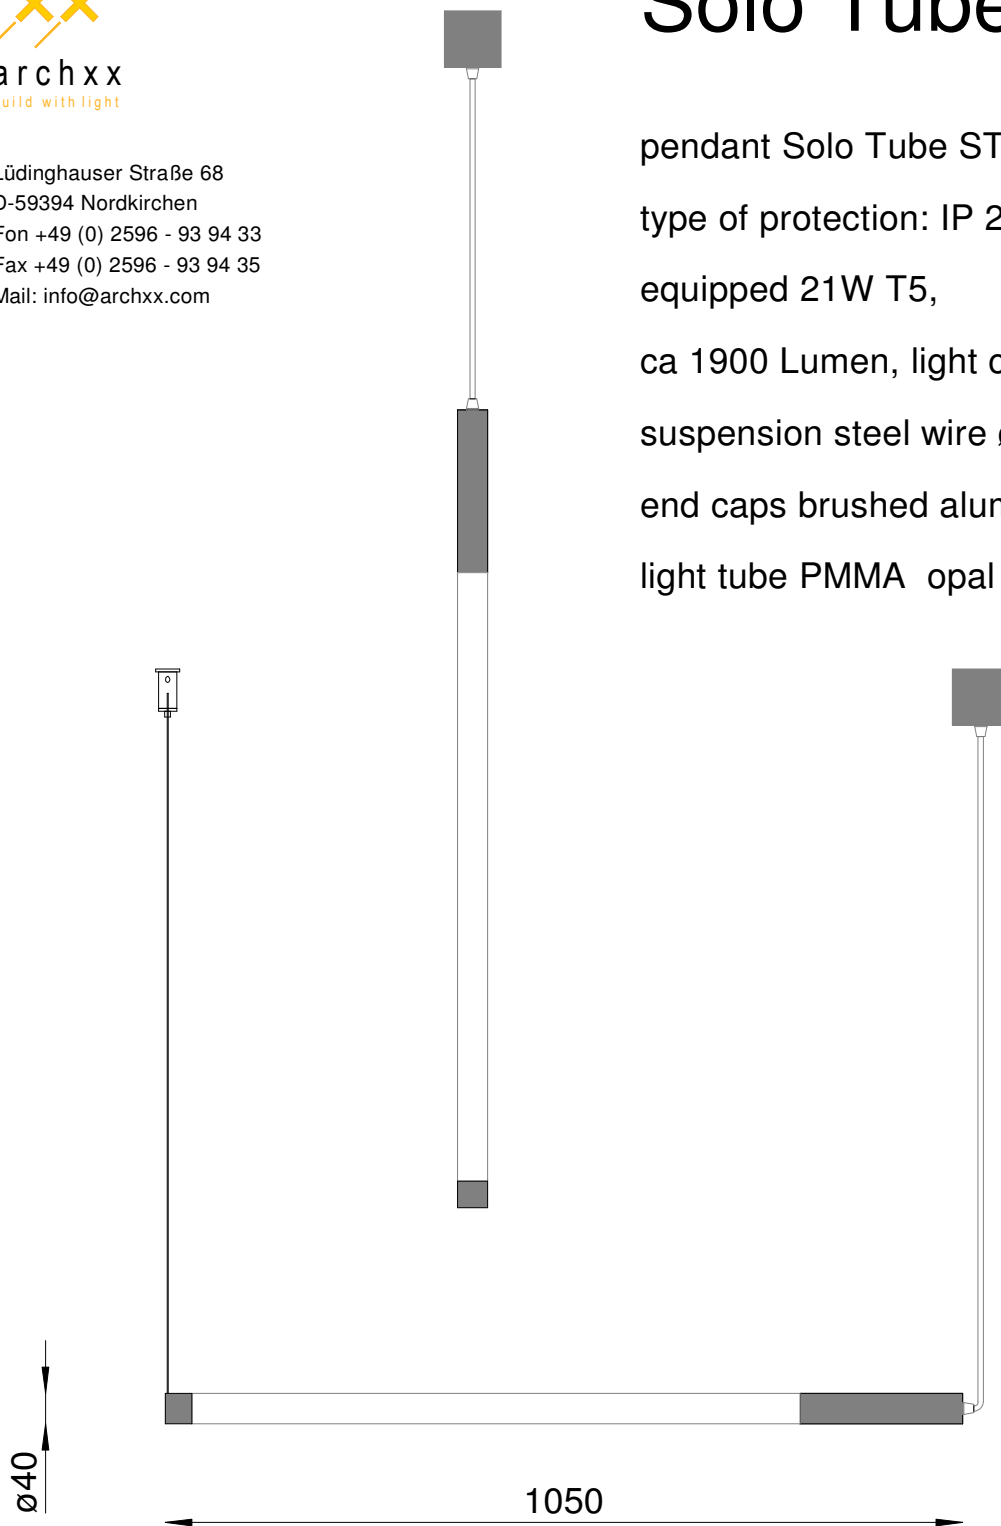 archxx
uild with light
Lüdinghauser Straße 68
D-59394 Nordkirchen
Fon +49 (0) 2596 - 93 94 33
Fax +49 (0) 2596 - 93 94 35
Mail: info@archxx.com
Solo Tube
pendant Solo Tube ST
type of protection: IP 2
equipped 21W T5,
ca 1900 Lumen, light
suspension steel wire ø
end caps brushed alum
light tube PMMA opal
ø40
1050